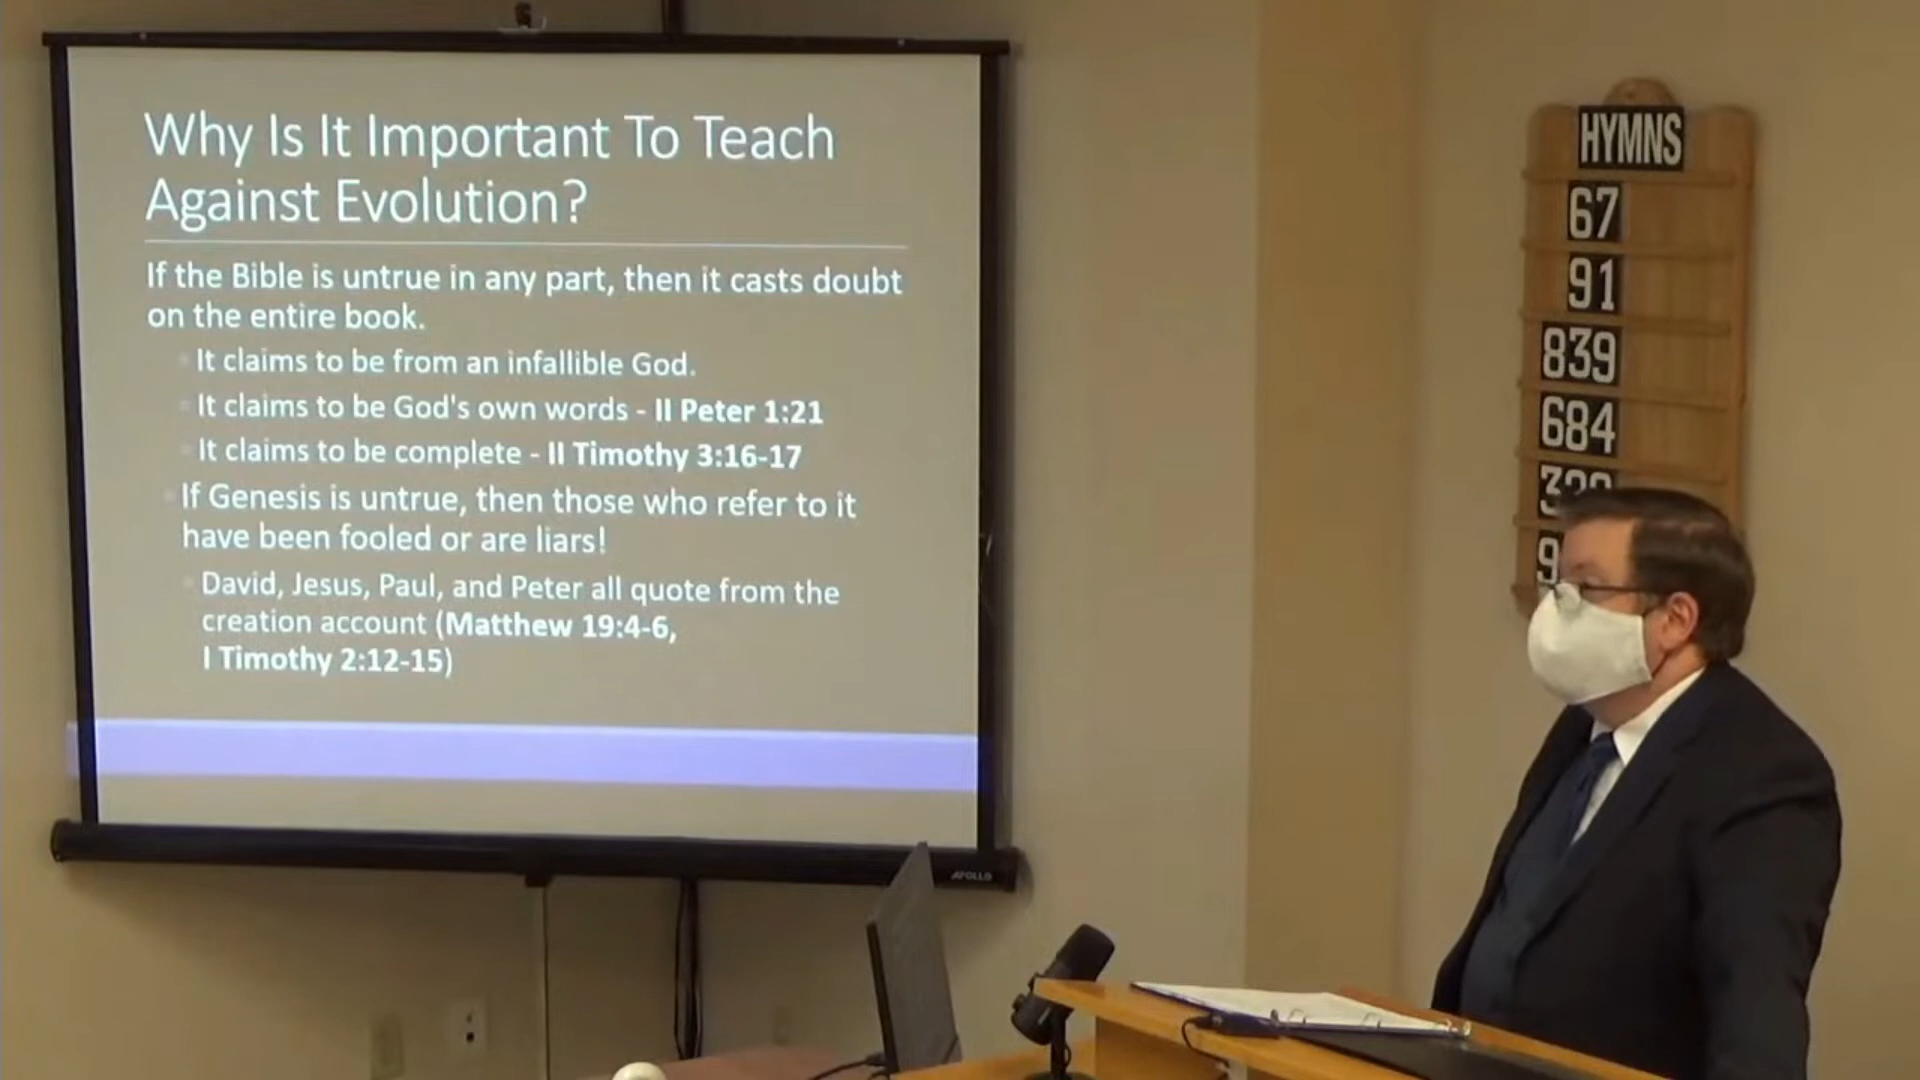 Why Is It Important To Teach
Against Evolution?
If the Bible is untrue in any part, then it casts doubt
on the entire book.
It claims to be from an infallible God.
It claims to be God's own words - II Peter 1:21
It claims to be complete - II Timothy 3:16-17
If Genesis is untrue, then those who refer to it
have been fooled or are liars!
David, Jesus, Paul, and Peter all quote from the
creation account (Matthew 19:4-6,
I Timothy 2:12-15)
APOLLO
HYMNS
67
91
839
684